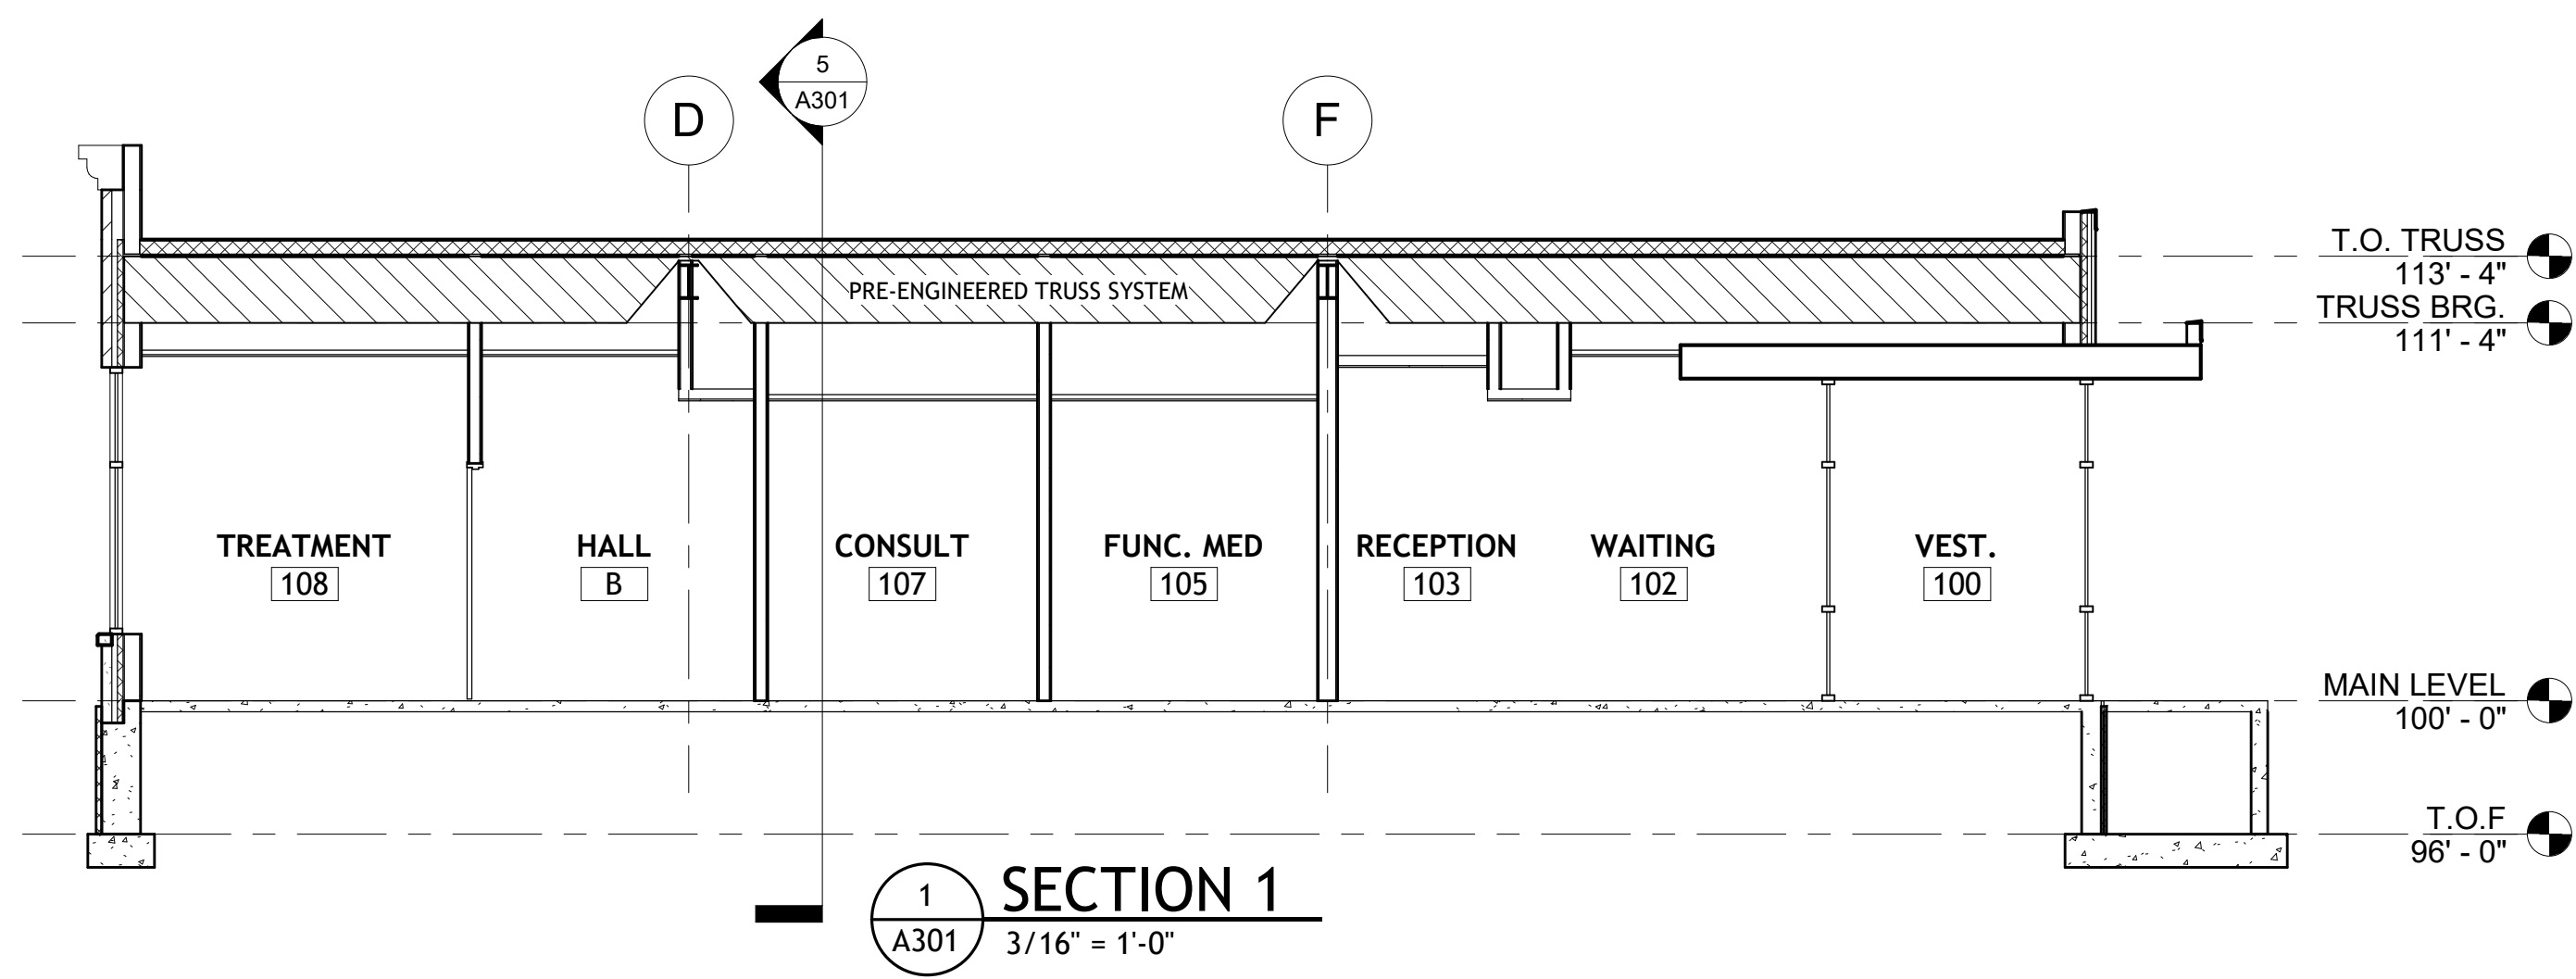 5
A301
D
F
T.O. TRUSS
113' - 4"
PRE-ENGINEERED TRUSS SYSTEM
TRUSS BRG.
111' - 4"
TREATMENT
108
HALL
B
CONSULT
107
FUNC. MED
105
RECEPTION
103
WAITING
102
VEST.
100
MAIN LEVEL
100' - 0"
T.O.F
96' - 0"
1
A301
SECTION 1
3/16" = 1'-0"